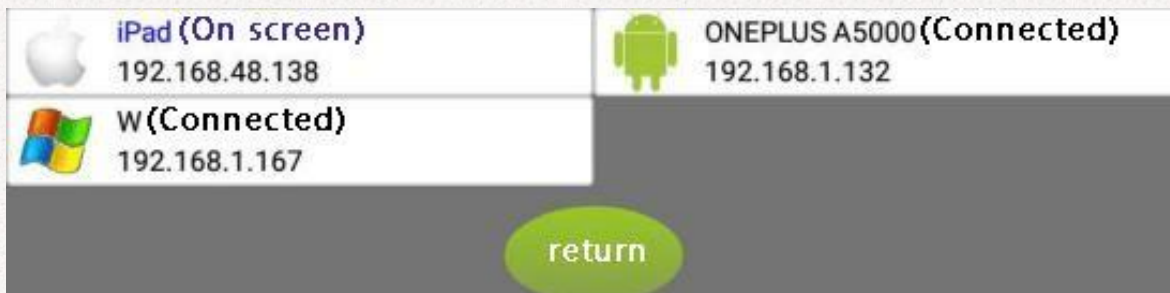 iPad (On screen)
192.168.48.138
ONEPLUS A5000 (Connected)
192.168.1.132
W (Connected)
192.168.1.167
return